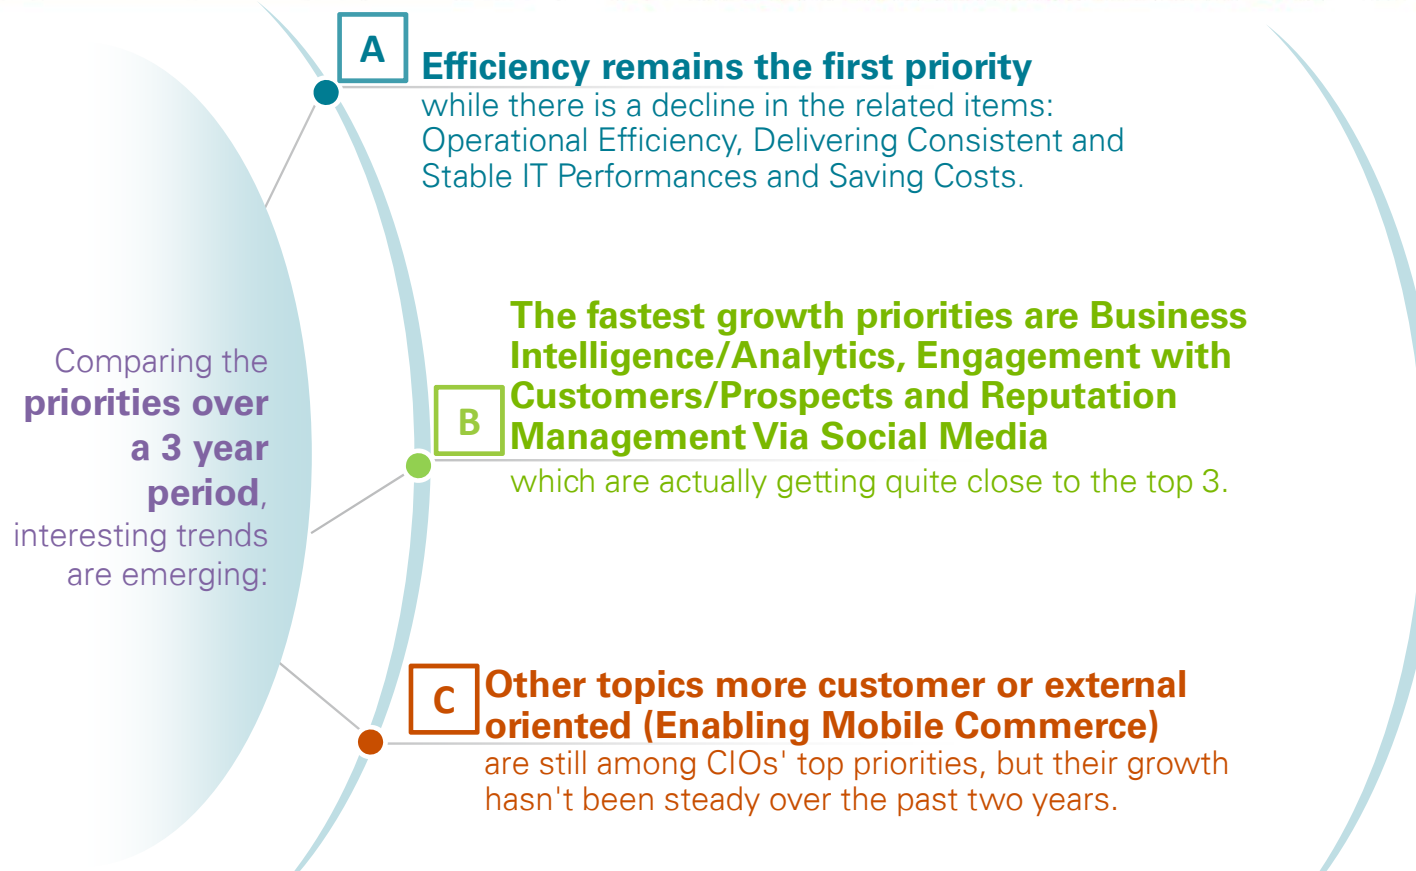 Comparing the
priorities over
a 3 year
period,
interesting trends
are emerging:
A
Efficiency remains the first priority
while there is a decline in the related items:
Operational Efficiency, Delivering Consistent and
Stable IT Performances and Saving Costs.
B
The fastest growth priorities are Business
Intelligence/Analytics, Engagement with
Customers/Prospects and Reputation
Management Via Social Media
which are actually getting quite close to the top 3.
C
Other topics more customer or external
oriented (Enabling Mobile Commerce)
are still among CIOs' top priorities, but their growth
hasn't been steady over the past two years.